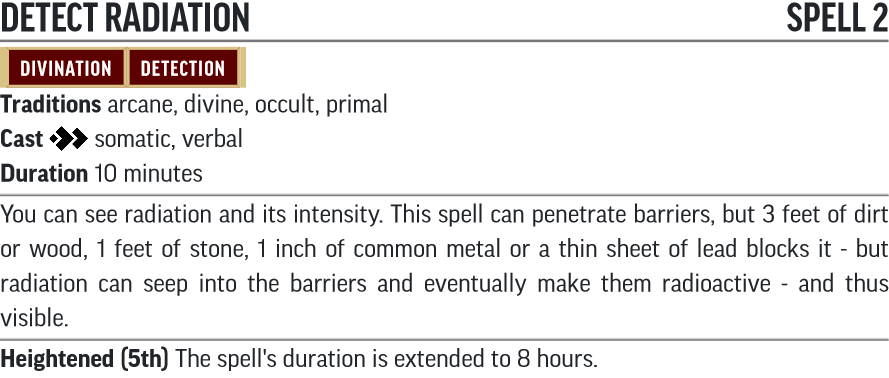 DETECT RADIATION SPELL 2
DIVINATION DETECTION
Traditions arcane, divine, occult, primal
Cast somatic, verbal
Duration 10 minutes
You can see radiation and its intensity. This spell can penetrate barriers, but 3 feet of dirt
or wood, 1 feet of stone, 1 inch of common metal or a thin sheet of lead blocks it - but
radiation can seep into the barriers and eventually make them radioactive - and thus
visible.
Heightened (5th) The spell's duration is extended to 8 hours.